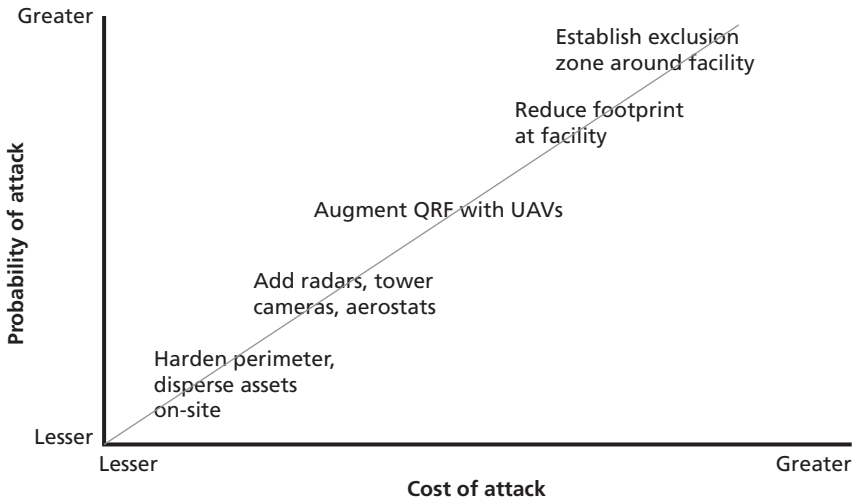 Greater
Establish exclusion
zone around facility
Reduce footprint
at facility
Probability of attack
Augment QRF with UAVs
Add radars, tower
cameras, aerostats
Harden perimeter,
disperse assets
on-site
Lesser
Lesser
Greater
Cost of attack